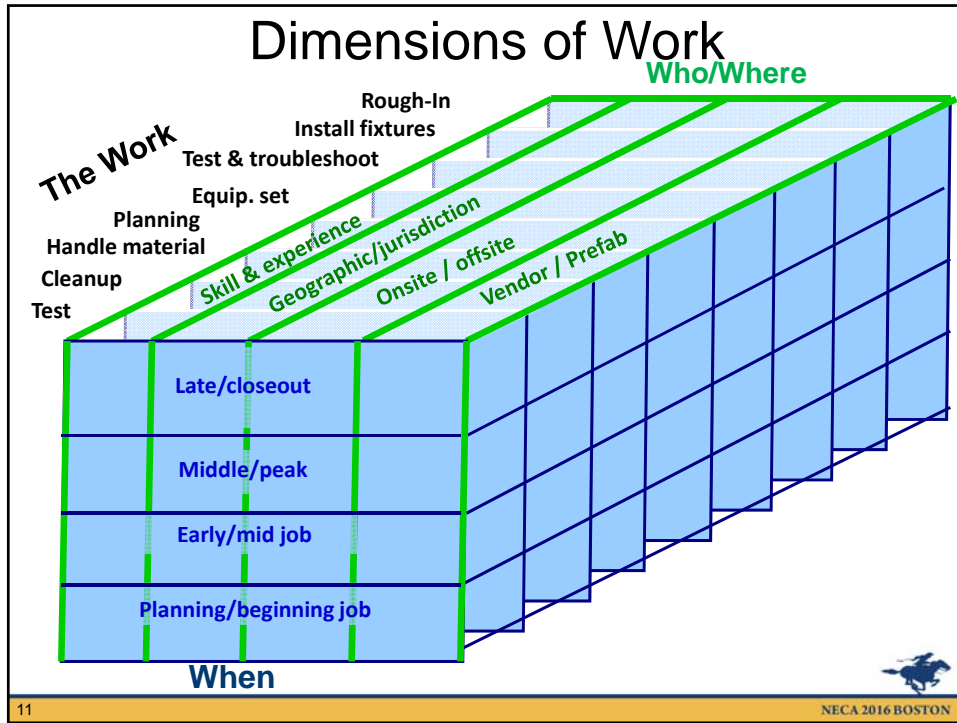 Dimensions of Work
Who/Where
The Work
Rough-In
Install fixtures
Test & troubleshoot
Equip. set
Planning
Handle material
Cleanup
Test
Skill & experience
Geographic/jurisdiction
Onsite / offsite
Vendor / Prefab
Late/closeout
Middle/peak
Early/mid job
Planning/beginning job
When
11
NECA 2016 BOSTON